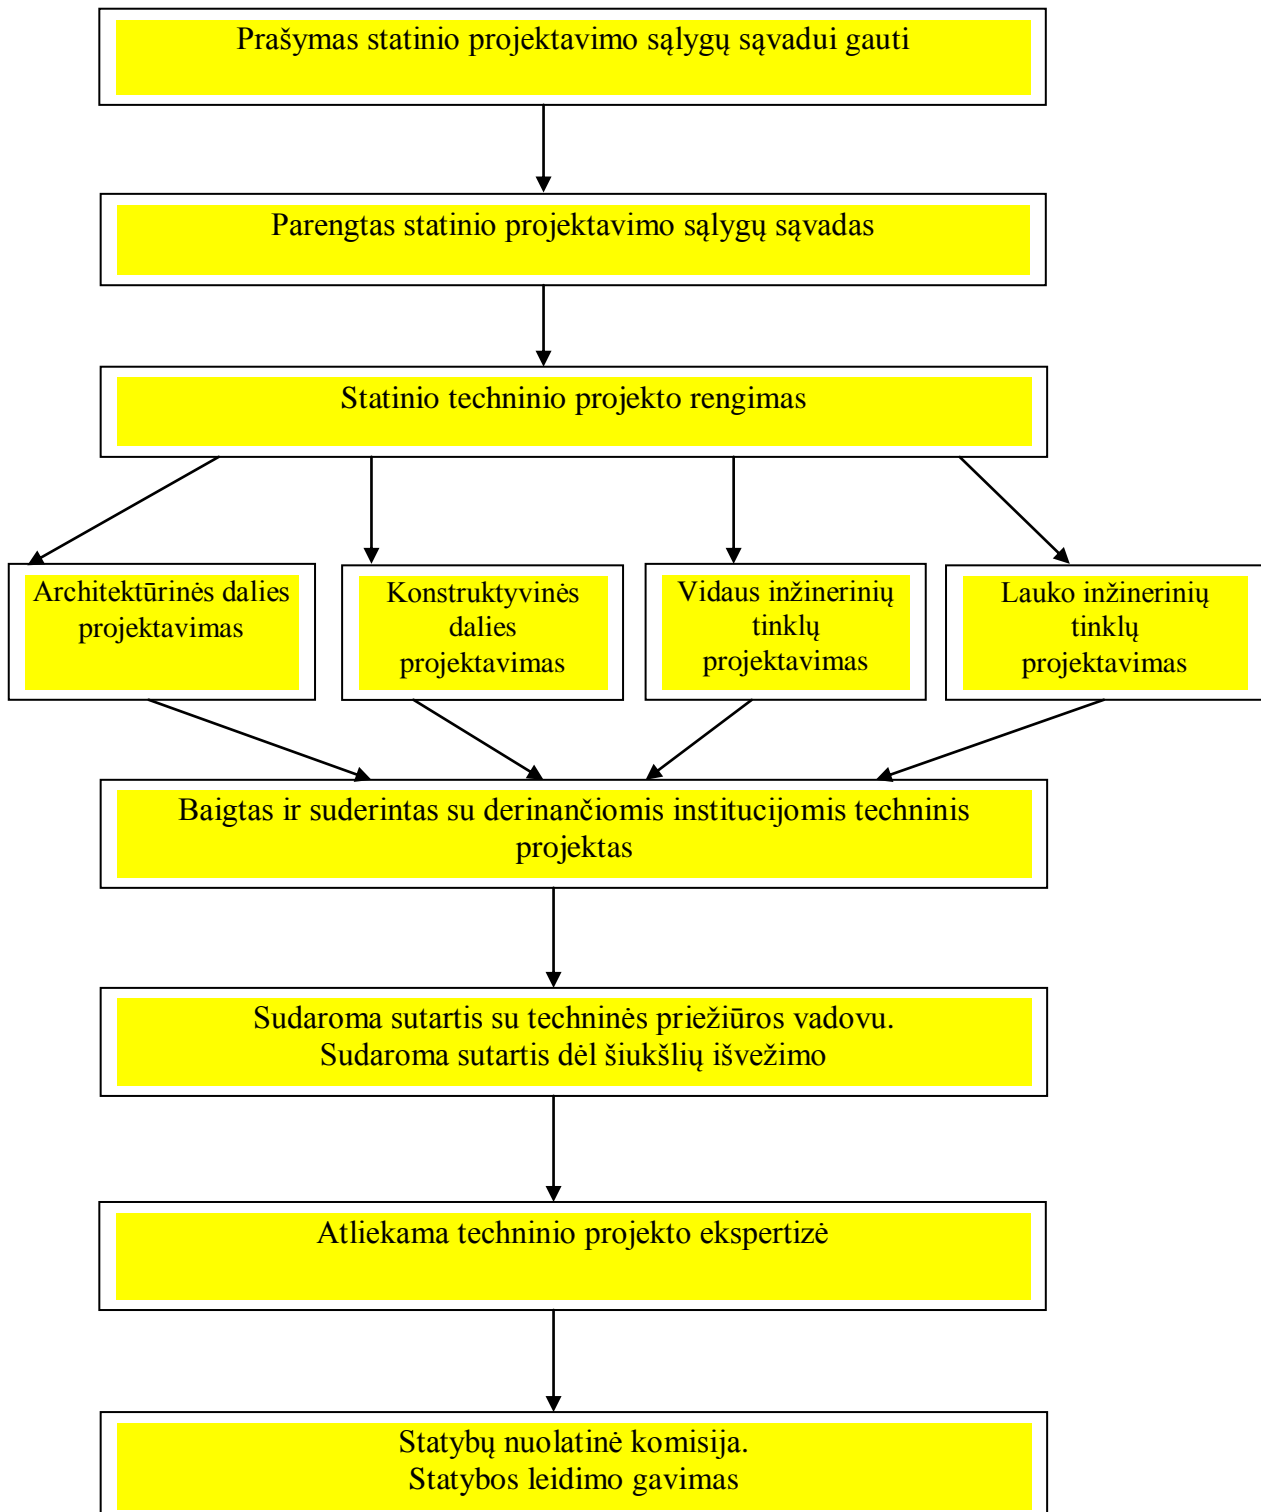 Prašymas statinio projektavimo sąlygų sąvadui gauti
Parengtas statinio projektavimo sąlygų sąvadas
Statinio techninio projekto rengimas
Architektūrinės dalies
projektavimas
Konstruktyvinės
dalies
projektavimas
Vidaus inžinerinių
tinklų
projektavimas
Lauko inžinerinių
tinklų
projektavimas
Baigtas ir suderintas su derinančiomis institucijomis techninis
projektas
Sudaroma sutartis su techninės priežiūros vadovu.
Sudaroma sutartis dėl šiukšlių išvežimo
Atliekama techninio projekto ekspertizė
Statybų nuolatinė komisija.
Statybos leidimo gavimas